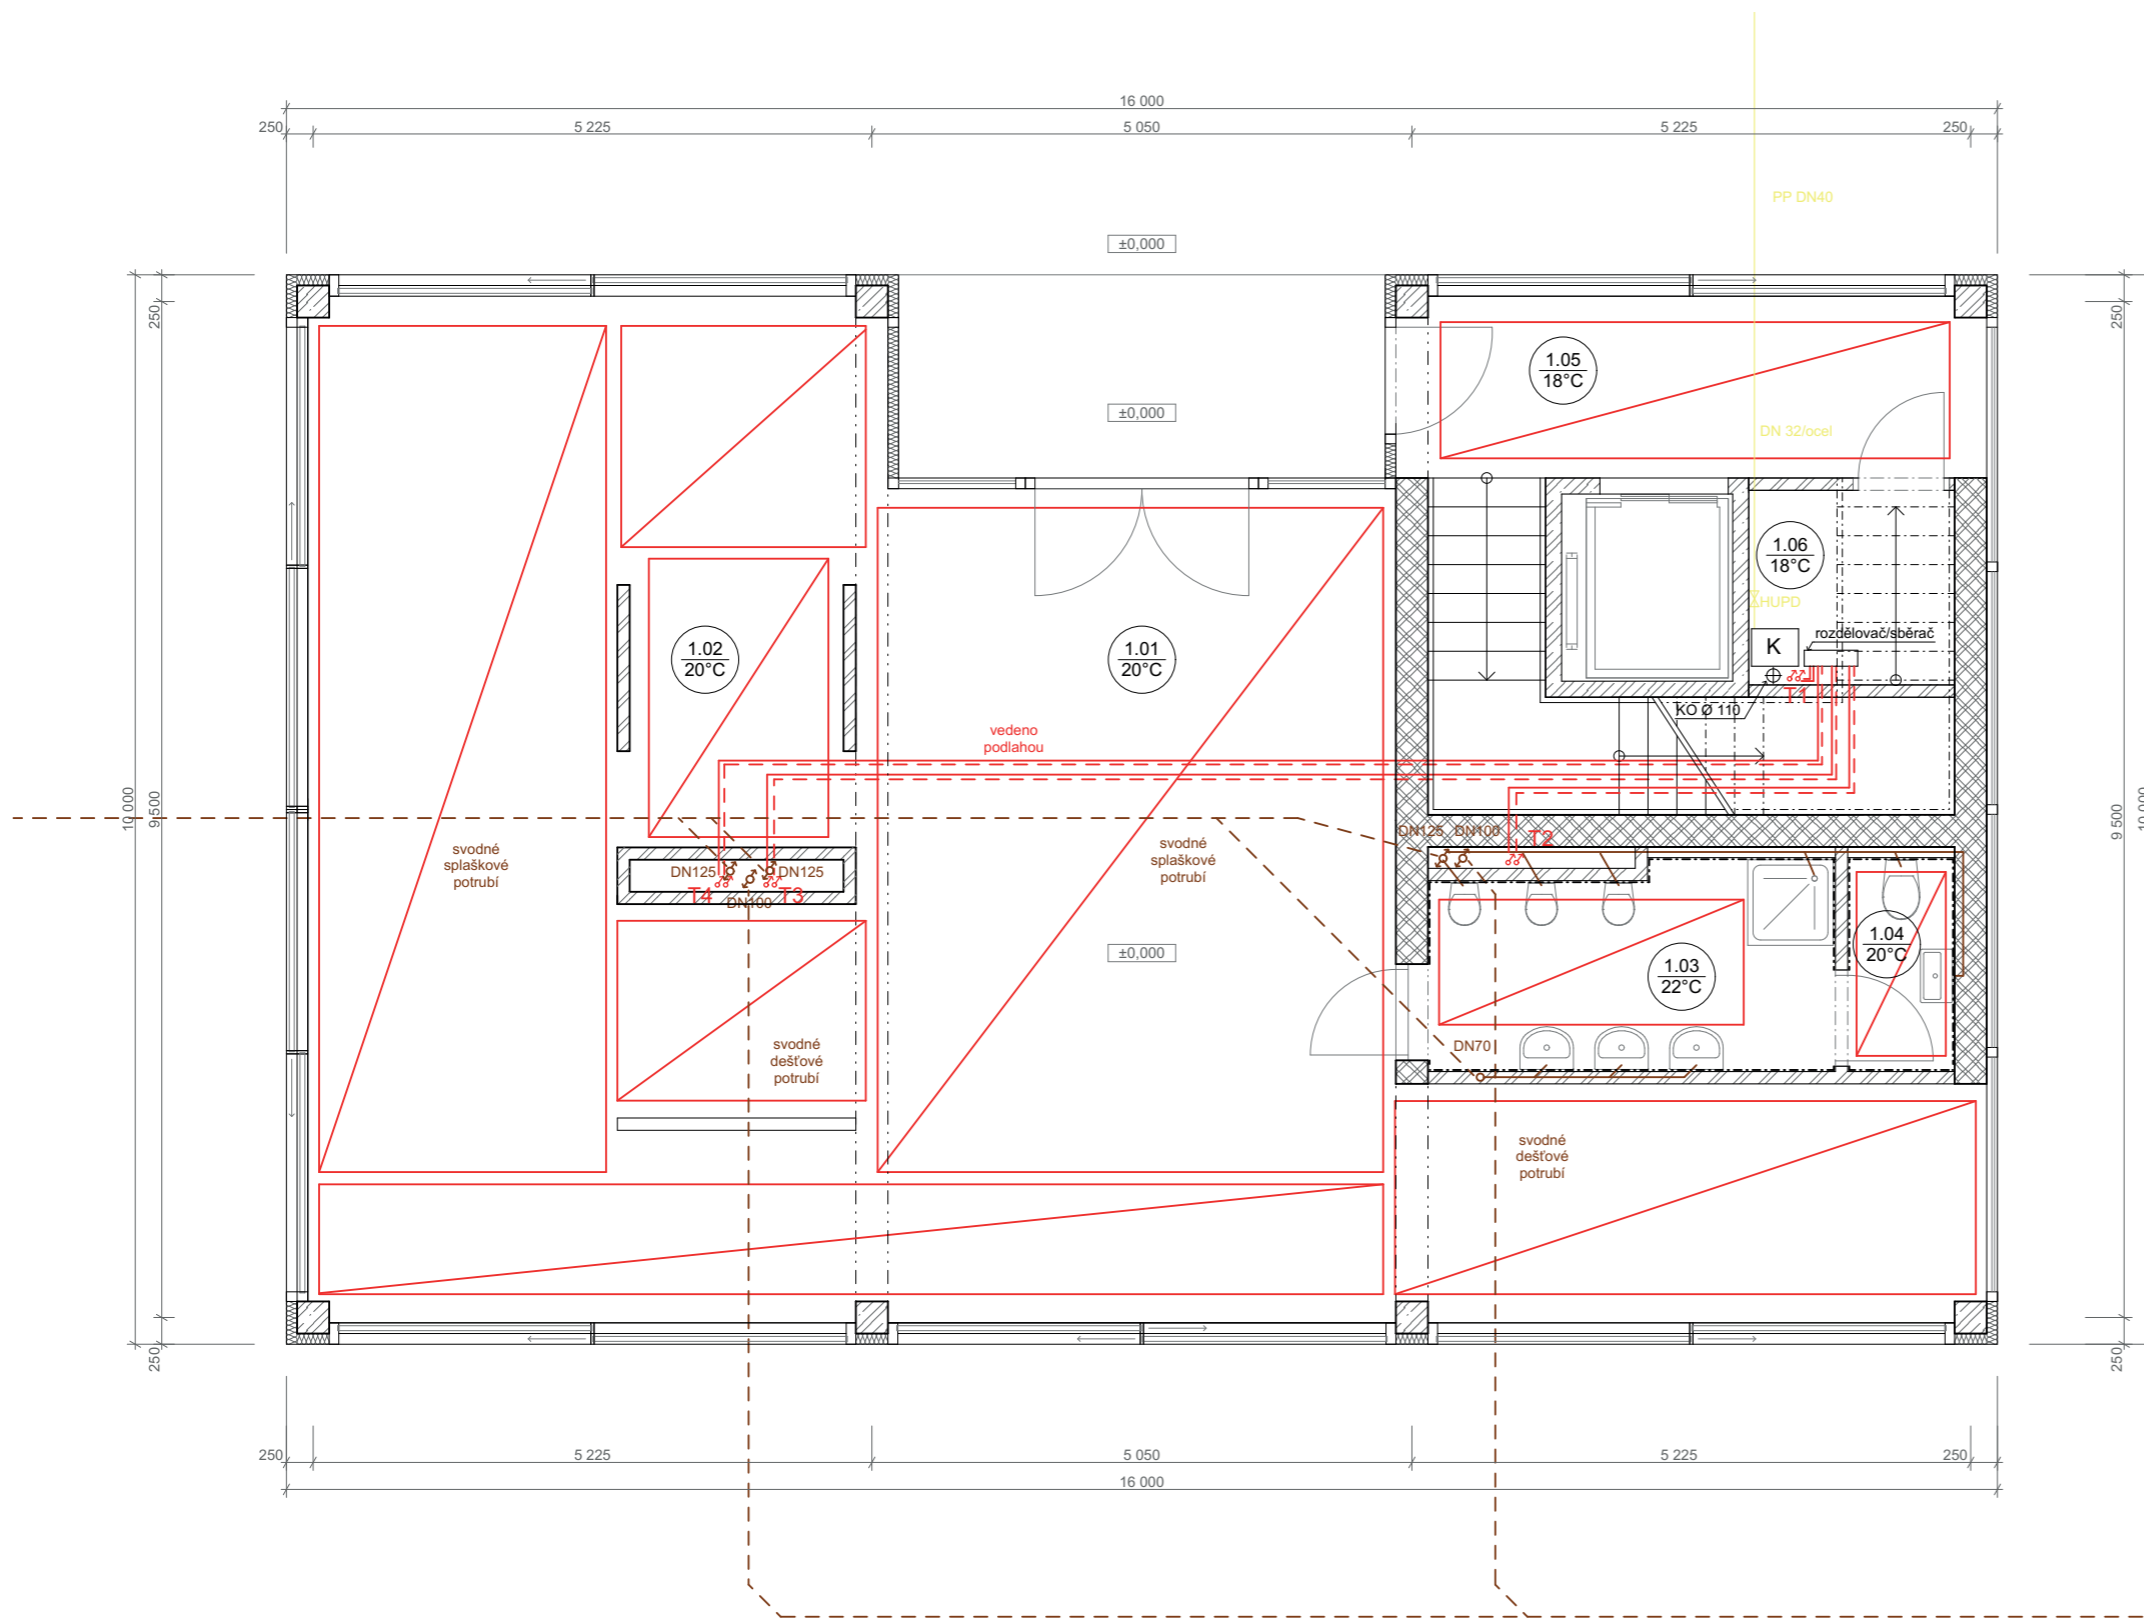 16 000
250
5 225
5 050
5 225
250
PP DN40
±0,000
250
250
1.05
18°C
±0,000
DN 32/ocel
1.06
18°C
HUPD
1.02
20°C
1.01
20°C
K
rozdělovač/sběrač
T1
KO Ø 110
vedeno
podlahou
10 000
9 500
9 500
10 000
DN125
DN100
T2
svodné
splaškové
potrubí
svodné
splaškové
potrubí
DN125
DN125
T4
DN100
T3
1.04
20°C
±0,000
1.03
22°C
svodné
dešťové
potrubí
DN70
svodné
dešťové
potrubí
250
250
250
5 225
5 050
5 225
250
16 000